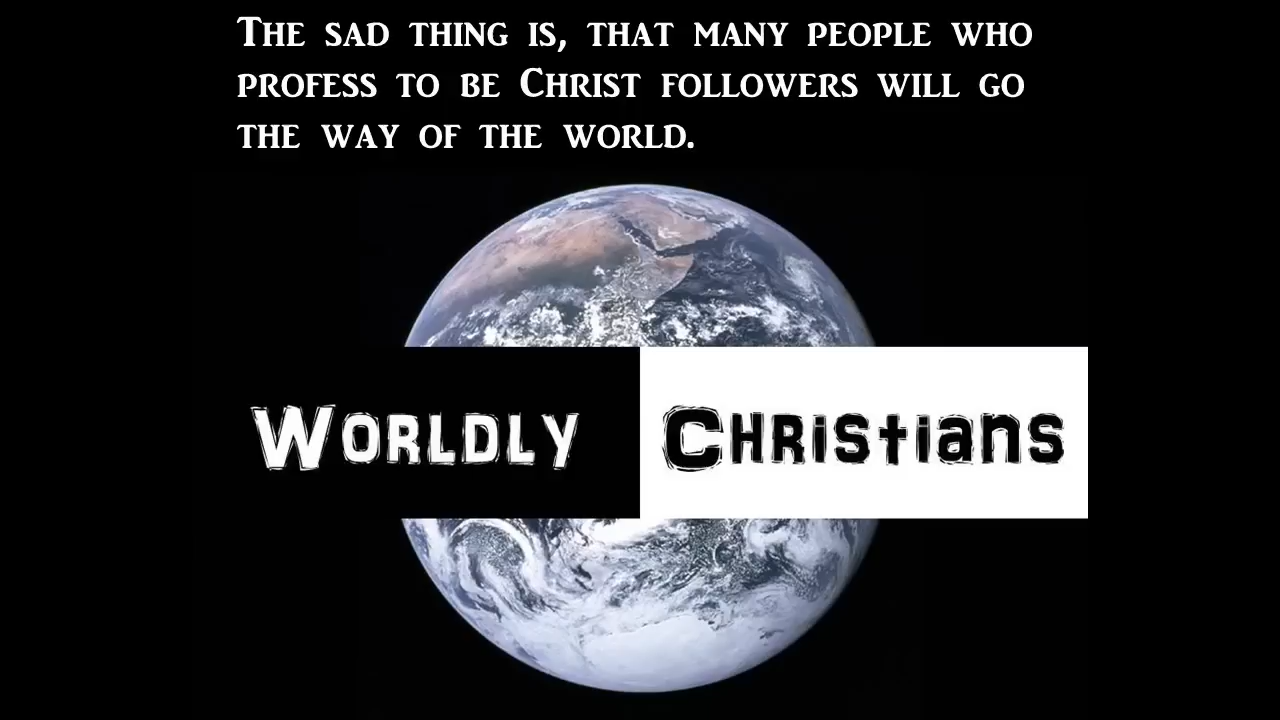 The sad thing is, that many people who
profess to be Christ followers will go
the way of the world.
Worldly Christians